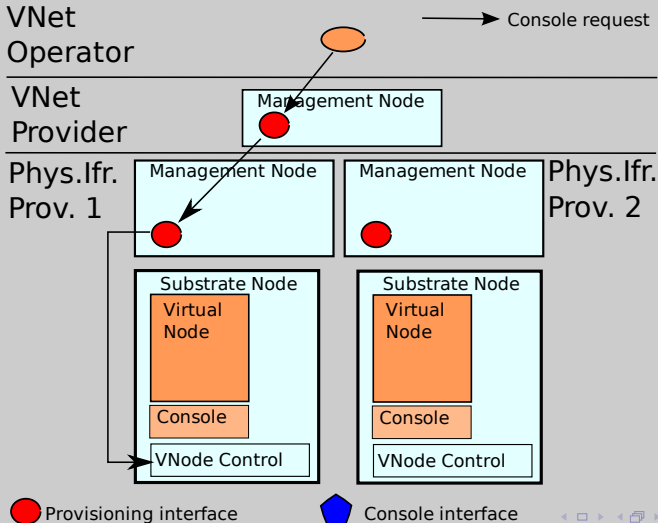 VNet
Operator
Console request
VNet
Provider
Management Node
Phys.Ifr.
Prov. 1
Management Node
Management Node
Phys.Ifr.
Prov. 2
Substrate Node
Virtual
Node
Console
VNode Control
Substrate Node
Virtual
Node
Console
VNode Control
Provisioning interface
Console interface